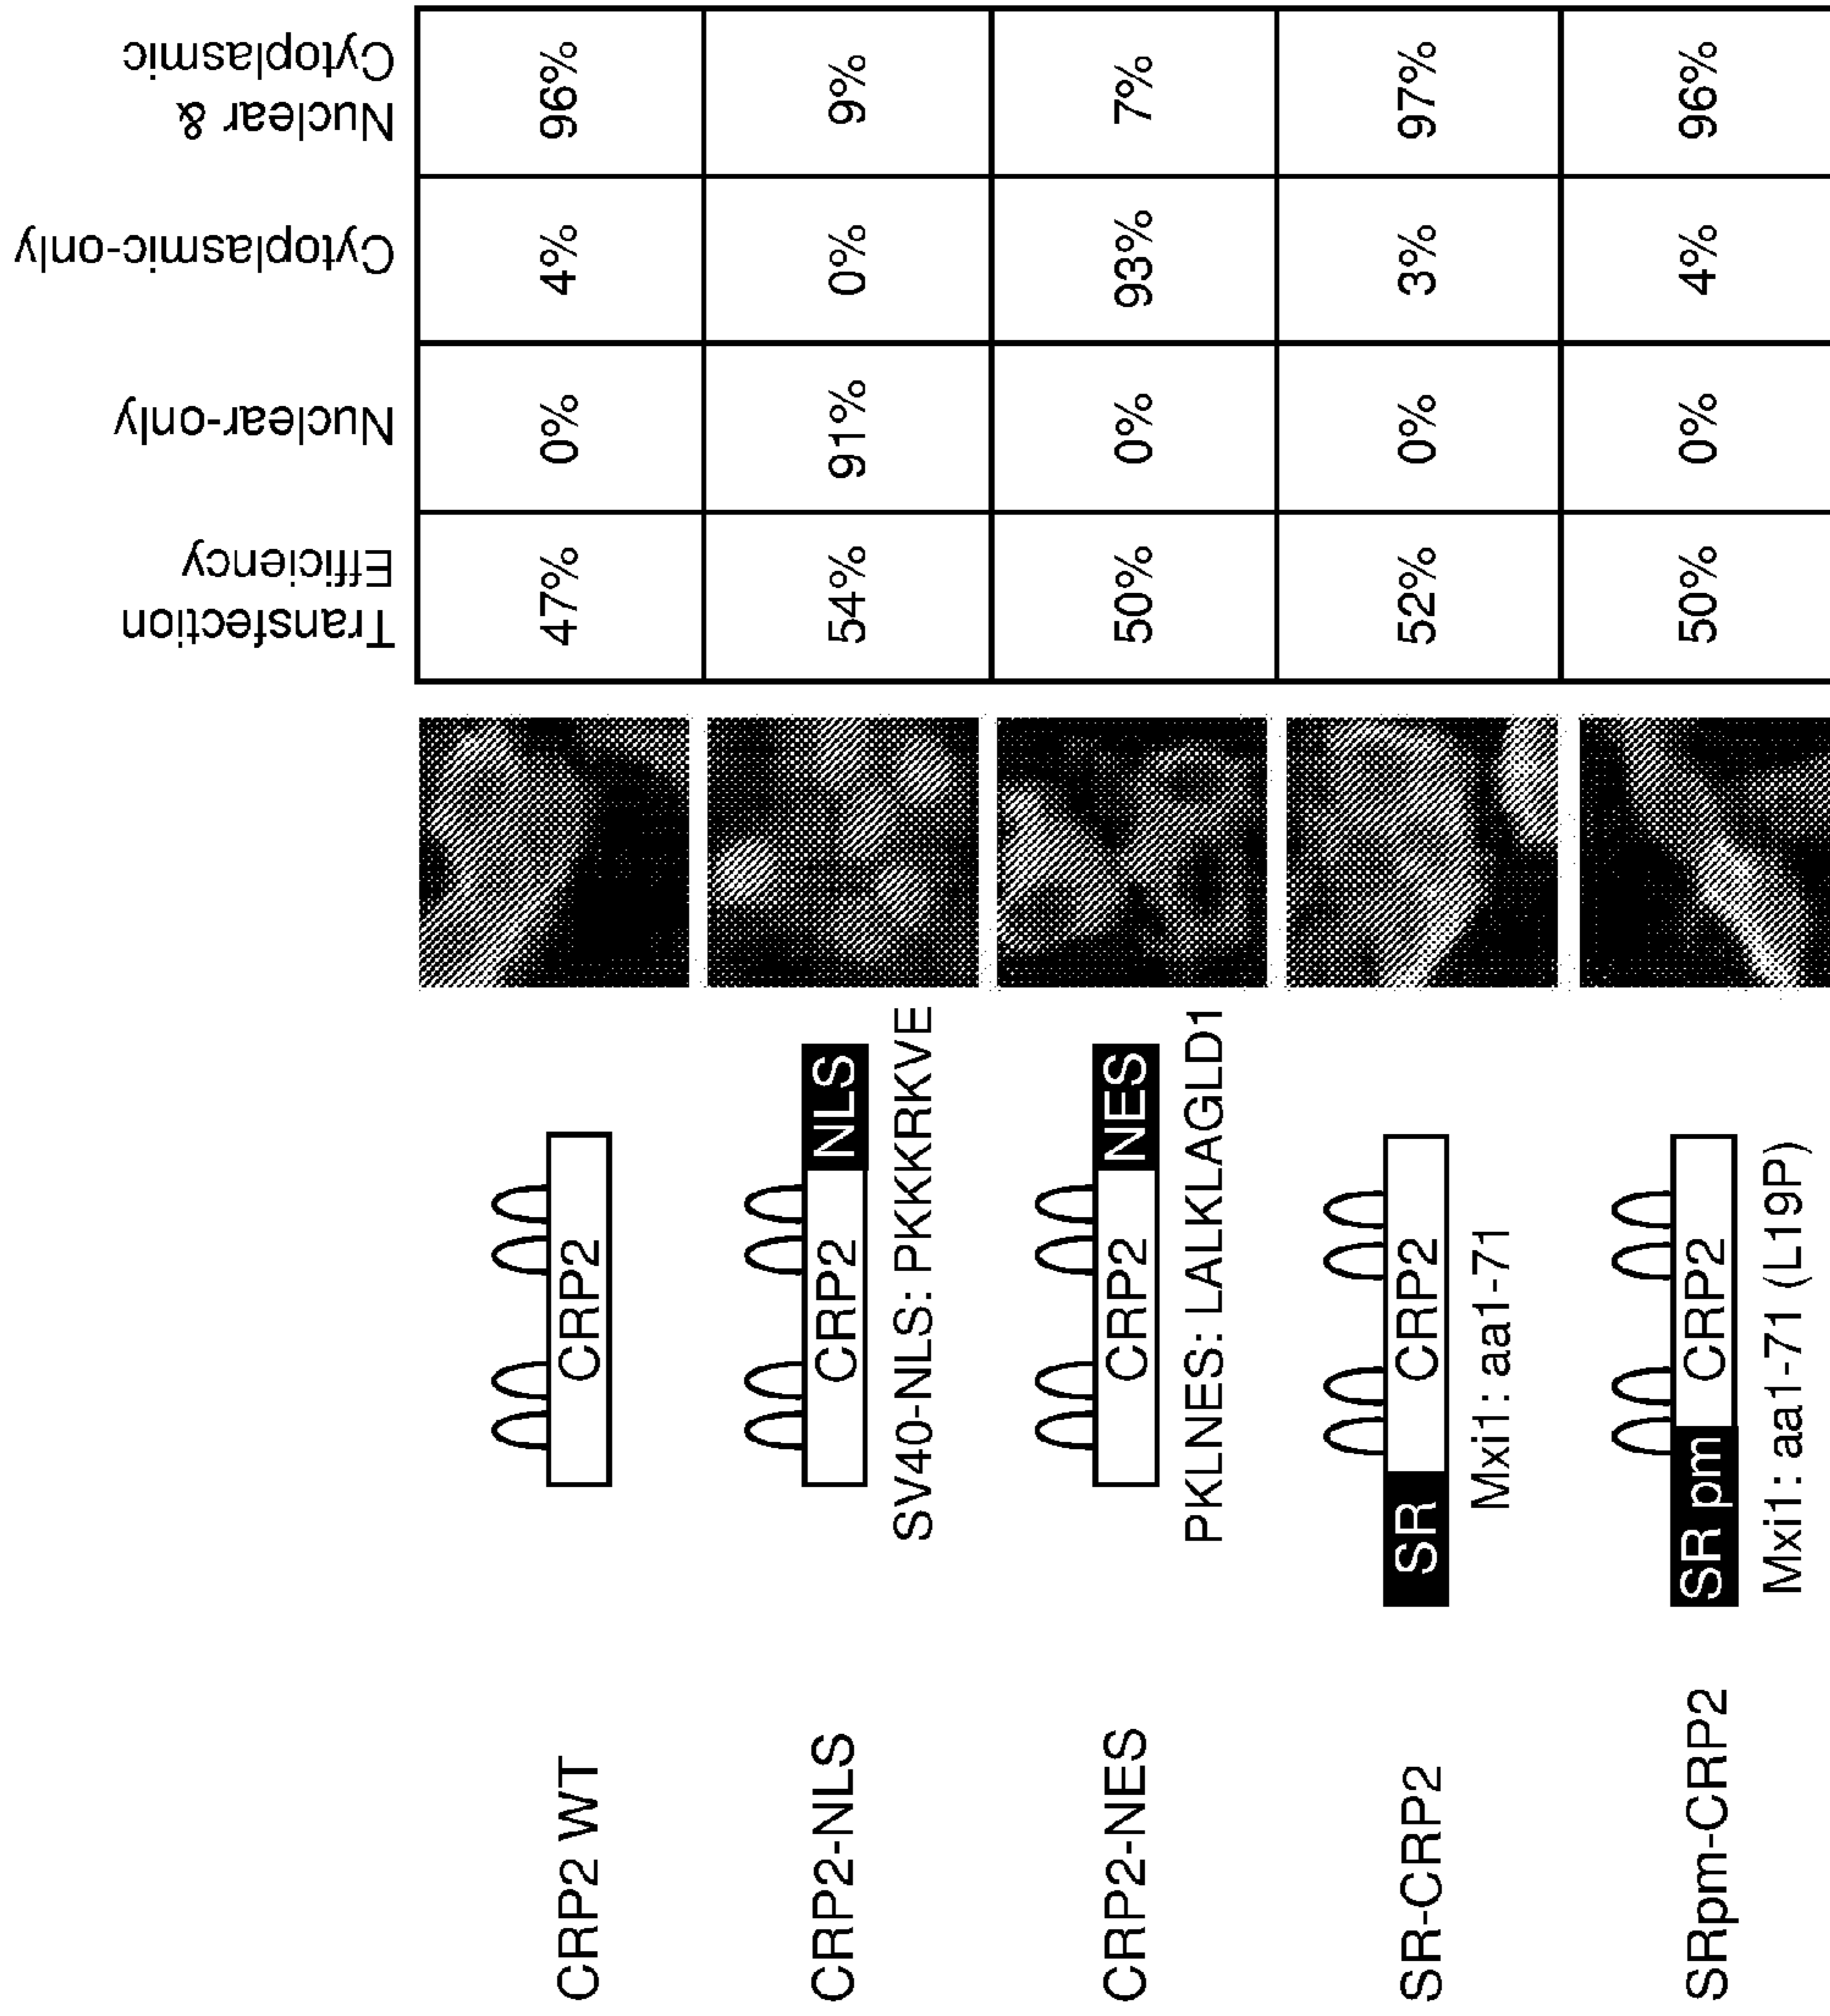 Transfection
Efficiency
Nuclear-only
Cytoplasmic-only
Nuclear &
Cytoplasmic
CRP2 WT
CRP2
47%
0%
4%
96%
CRP2-NLS
CRP2
NLS
SV40-NLS: PKKKRKVE
54%
91%
0%
9%
CRP2-NES
CRP2
NES
PKLNES: LALKLAGLD1
50%
0%
93%
7%
SR-CRP2
SR
CRP2
Mxi1: aa1-71
52%
0%
3%
97%
SRpm-CRP2
SR pm
CRP2
Mxi1: aa1-71 (L19P)
50%
0%
4%
96%